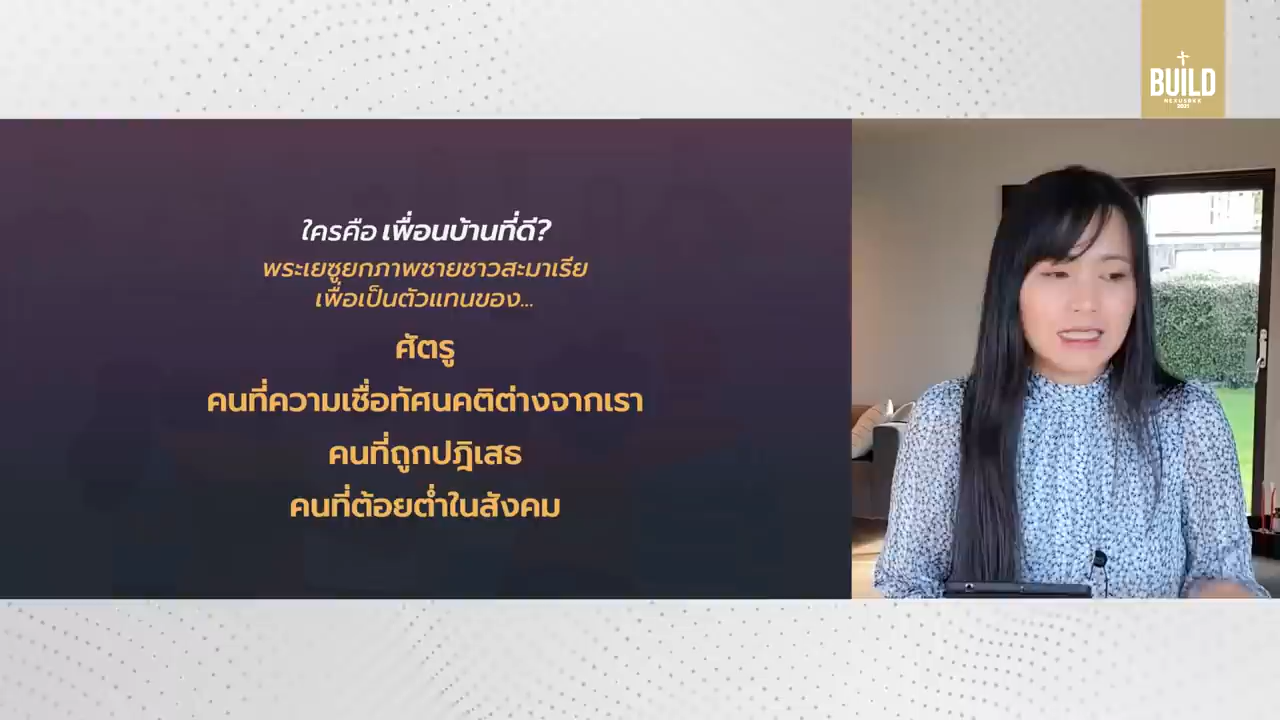 BUILD
NEXUSBKK
2021
ใครคือ เพื่อนบ้านที่ดี?
พระเยซูยกภาพชายชาวสะมาเรีย
เพื่อเป็นตัวแทนของ...
ศัตรู
คนที่ความเชื่อทัศนคติต่างจากเรา
คนที่ถูกปฎิเสธ
คนที่ต้อยต่ำในสังคม